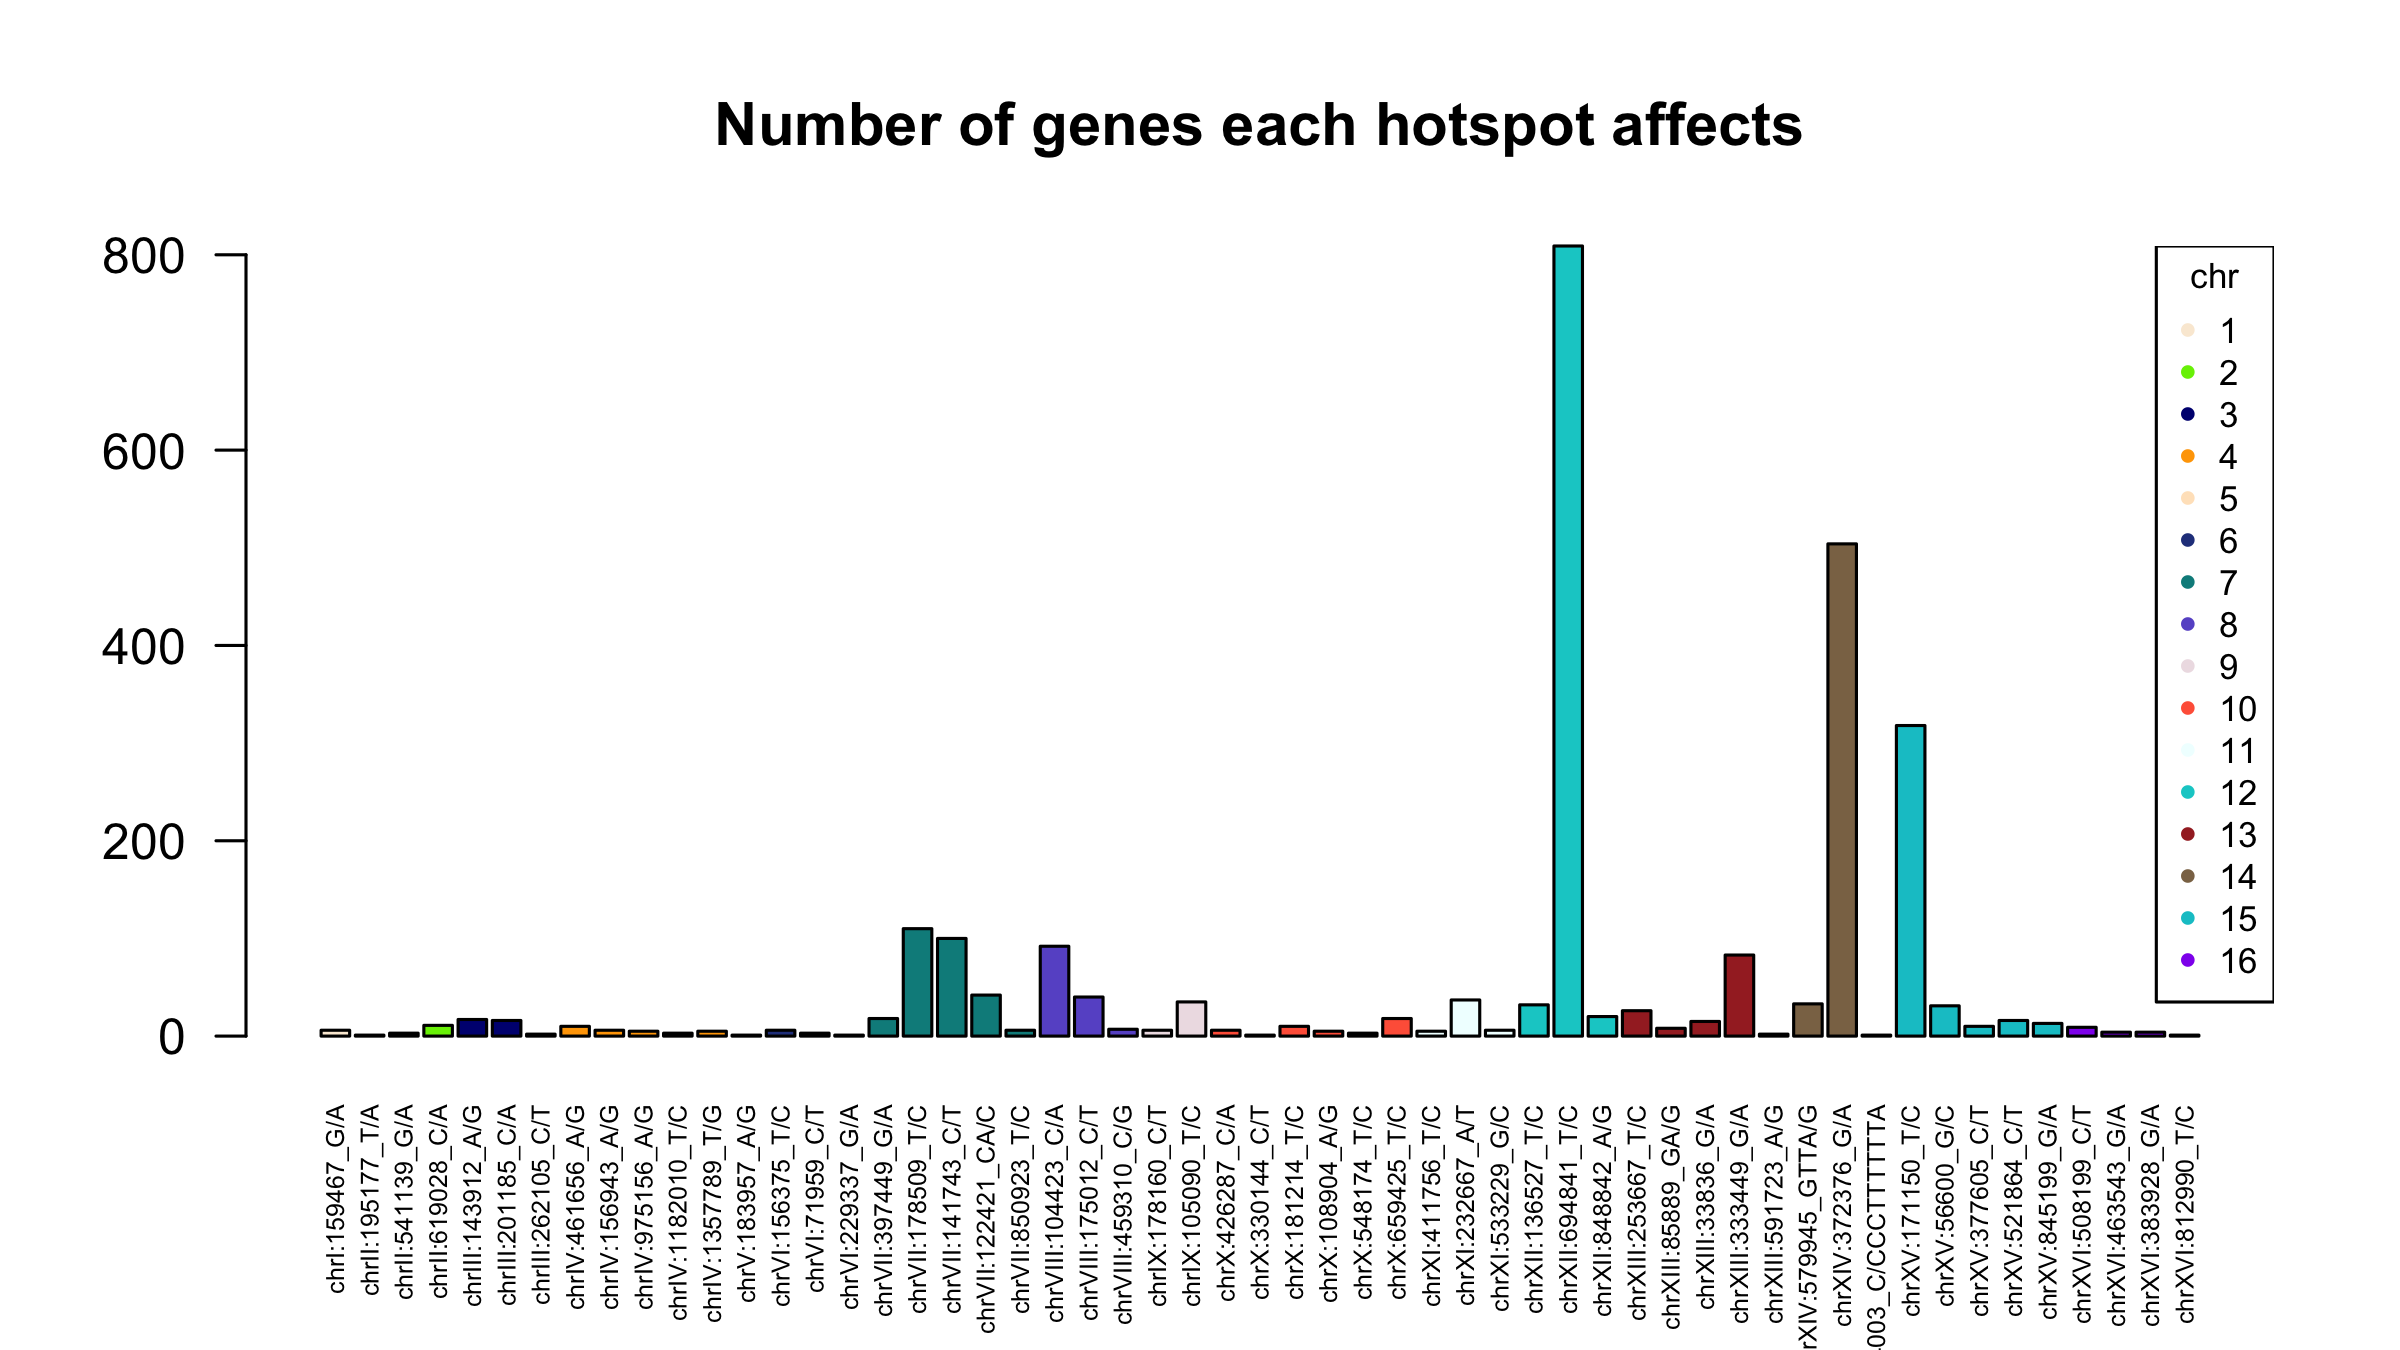 Number of genes each hotspot affects
800
600
400
200
0
chr
1
2
3
4
5
6
7
8
9
10
11
12
13
14
15
16
chrI:159467_G/A
chrII:195177_T/A
chrII:541139_G/A
chrII:619028_C/A
chrIII:143912_A/G
chrIII:201185_C/A
chrIII:262105_C/T
chrIV:461656_A/G
chrIV:156943_A/G
chrIV:975156_A/G
chrIV:1182010_T/C
chrIV:1357789_T/G
chrV:183957_A/G
chrVI:156375_T/C
chrVI:71959_C/T
chrVI:229337_G/A
chrVII:397449_G/A
chrVII:178509_T/C
chrVII:141743_C/T
chrVII:122421_CA/C
chrVII:850923_T/C
chrVIII:104423_C/A
chrVIII:175012_C/T
chrVIII:459310_C/G
chrIX:178160_C/T
chrIX:105090_T/C
chrX:426287_C/A
chrX:330144_C/T
chrX:181214_T/C
chrX:108904_A/G
chrX:548174_T/C
chrX:659425_T/C
chrXI:411756_T/C
chrXI:232667_A/T
chrXI:533229_G/C
chrXII:136527_T/C
chrXII:694841_T/C
chrXII:848842_A/G
chrXIII:253667_T/C
chrXIII:85889_GA/G
chrXIII:33836_G/A
chrXIII:333449_G/A
chrXIII:591723_A/G
rXIV:579945_GTTA/G
chrXIV:372376_G/A
003_C/CCCTTTTTA
chrXV:171150_T/C
chrXV:56600_G/C
chrXV:377605_C/T
chrXV:521864_C/T
chrXV:845199_G/A
chrXVI:508199_C/T
chrXVI:463543_G/A
chrXVI:383928_G/A
chrXVI:812990_T/C